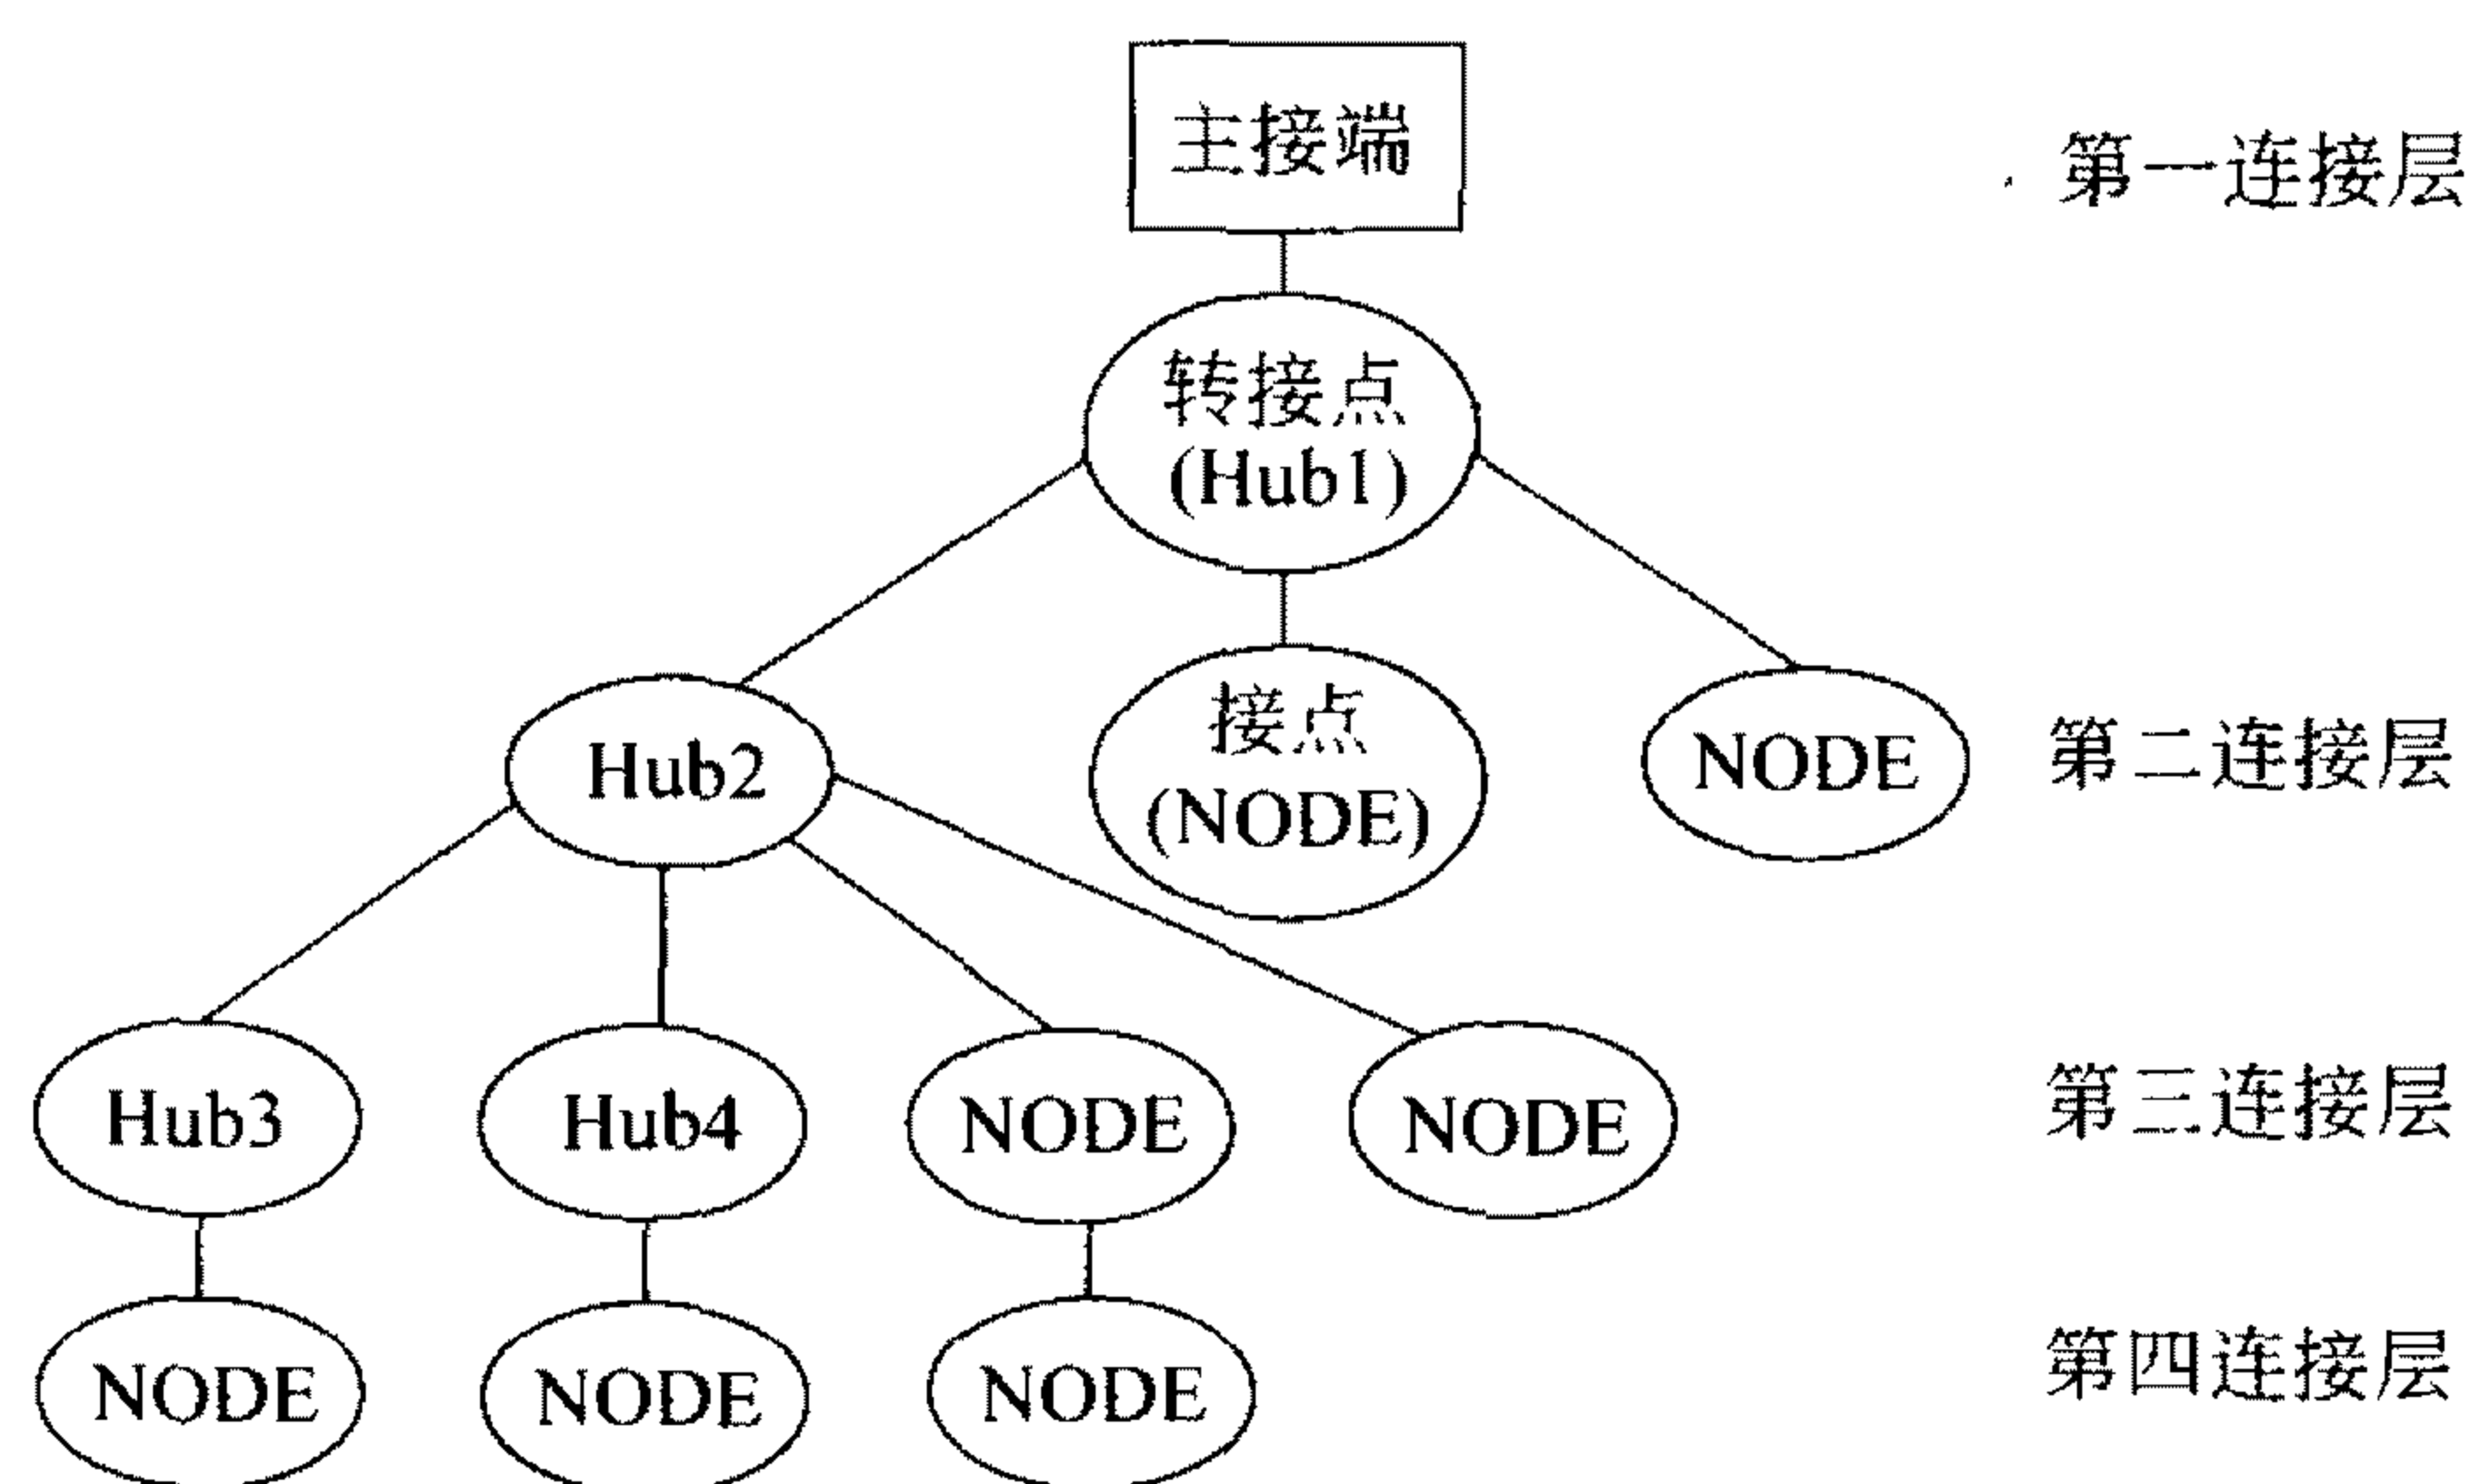 主接端
第一连接层
转接点
(Hub1)
Hub2
接点
(NODE)
NODE
第二连接层
Hub3
Hub4
NODE
NODE
第三连接层
NODE
NODE
NODE
第四连接层